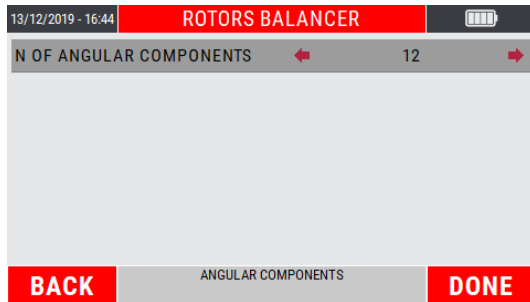 13/12/2019 - 16:44 ROTORS BALANCER
N OF ANGULAR COMPONENTS 12
BACK ANGULAR COMPONENTS DONE